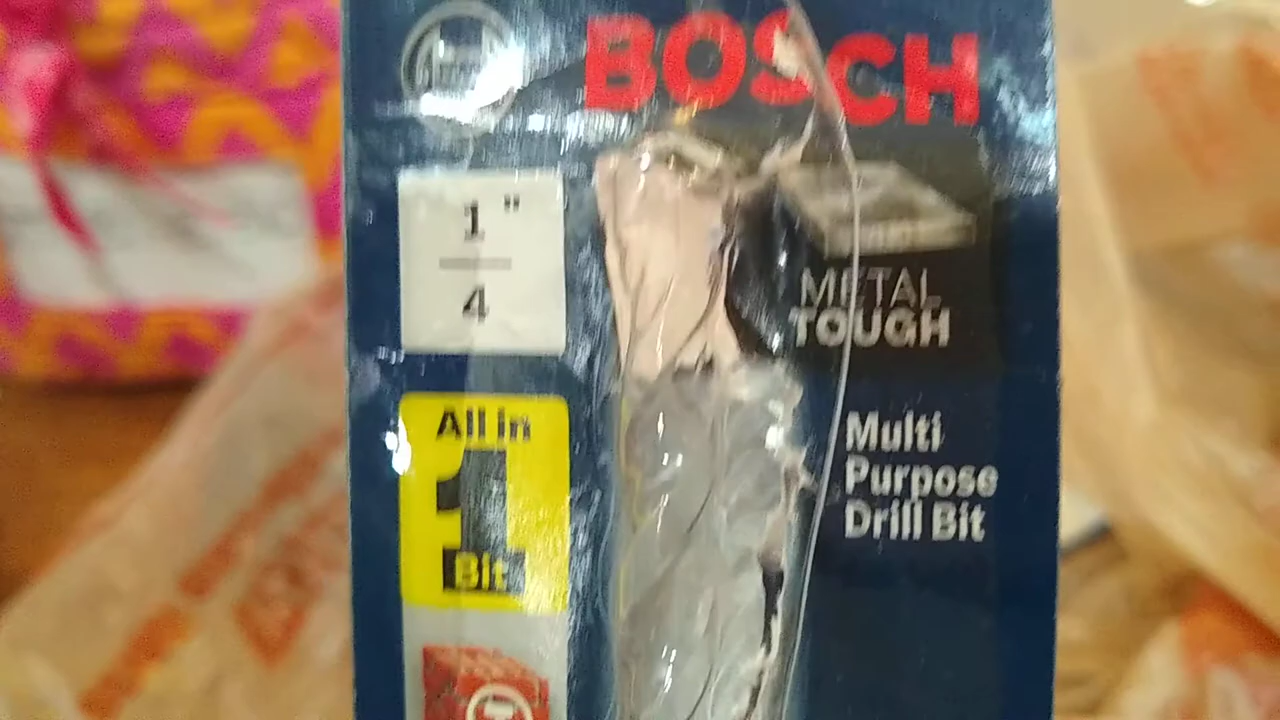 BOSCH
1"
4
METAL
TOUGH
All in
1
Bit
Multi
Purpose
Drill Bit